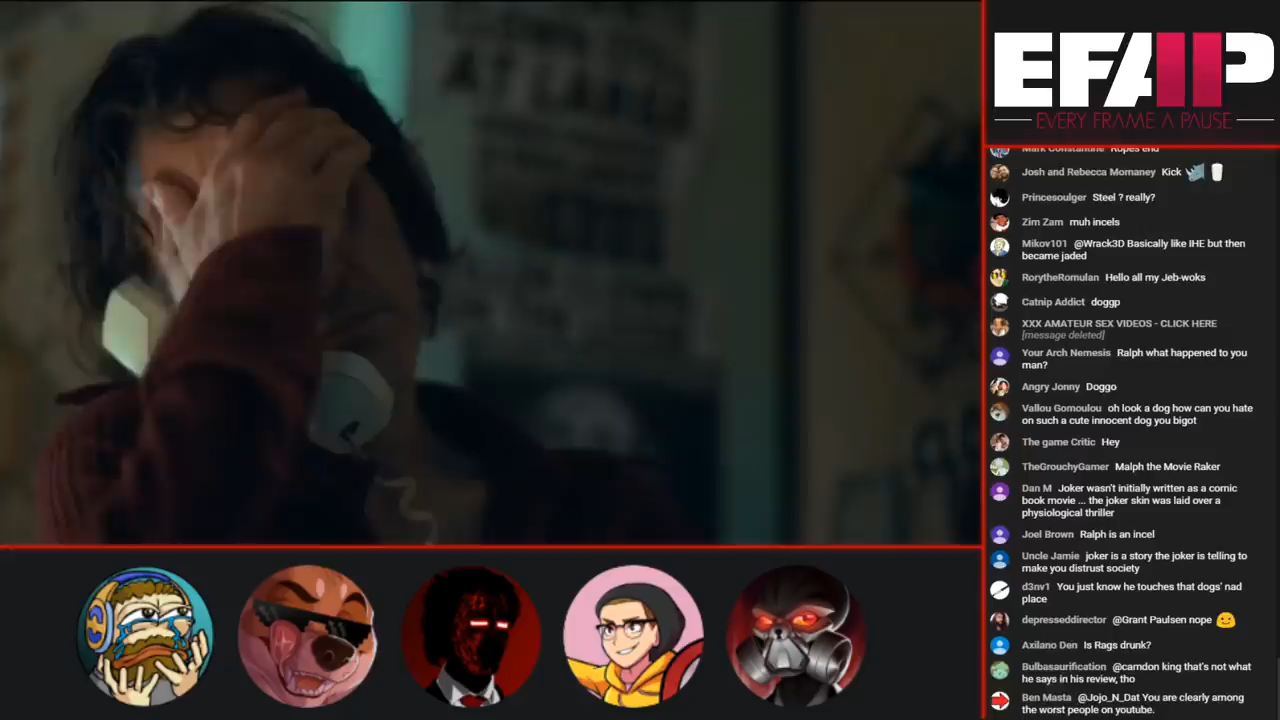 ATLANTA
EFAP
EVERY FRAME A PAUSE
Mark Constantine Ropes end
Josh and Rebecca Mornaney Kick
Princesoulger Steel ? really?
Zim Zam muh incels
Mikov101 @Wrack3D Basically like IHE but then
became jaded
RorytheRomulan Hello all my Jeb-woks
Catnip Addict doggp
XXX AMATEUR SEX VIDEOS - CLICK HERE
[message deleted]
Your Arch Nemesis Ralph what happened to you
man?
Angry Jonny Doggo
Vallou Gomoulou oh look a dog how can you hate
on such a cute innocent dog you bigot
The game Critic Hey
TheGrouchyGamer Malph the Movie Raker
Dan M Joker wasn't initially written as a comic
book movie ... the joker skin was laid over a
physiological thriller
Joel Brown Ralph is an incel
Uncle Jamie joker is a story the joker is telling to
make you distrust society
d3nv1 You just know he touches that dogs' nad
place
depresseddirector @Grant Paulsen nope
Axilano Den Is Rags drunk?
Bulbasaurification @camdon king that's not what
he says in his review, tho
Ben Masta @Jojo_N_Dat You are clearly among
the worst people on youtube.